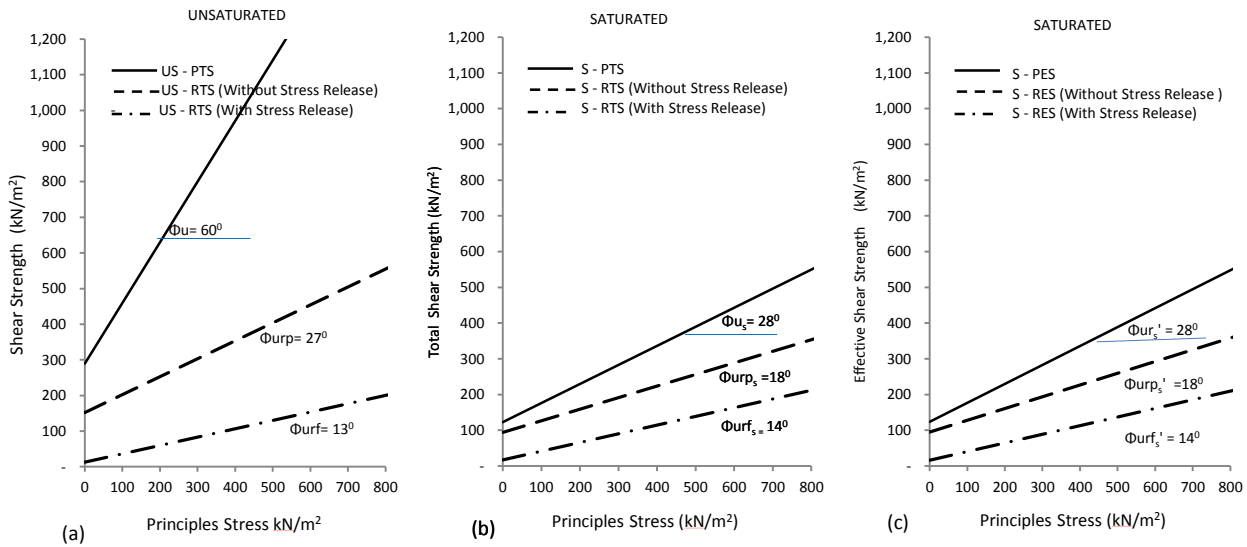 UNSATURATED
1,200
1,100
1,000
900
800
700
600
500
400
300
200
100
-
US - PTS
US - RTS (Without Stress Release)
US - RTS (With Stress Release)
Φu= 60⁰
Φurp= 27⁰
Φurf= 13⁰
Shear Strength (kN/m²)
0 100 200 300 400 500 600 700 800
Principles Stress kN/m²
(a)
SATURATED
1,200
1,100
1,000
900
800
700
600
500
400
300
200
100
-
S - PTS
S - RTS (Without Stress Release)
S - RTS (With Stress Release)
Φuₛ= 28⁰
Φurpₛ =18⁰
Φurfₛ₌ 14⁰
Total Shear Strength (kN/m²)
0 100 200 300 400 500 600 700 800
Principles Stress (kN/m²)
(b)
SATURATED
1,200
1,100
1,000
900
800
700
600
500
400
300
200
100
-
S - PES
S - RES (Without Stress Release )
S - RES (With Stress Release)
Φurₛ' = 28⁰
Φurpₛ' =18⁰
Φurfₛ' = 14⁰
Effective Shear Strength (kN/m²)
0 100 200 300 400 500 600 700 800
Principles Stress (kN/m²)
(c)